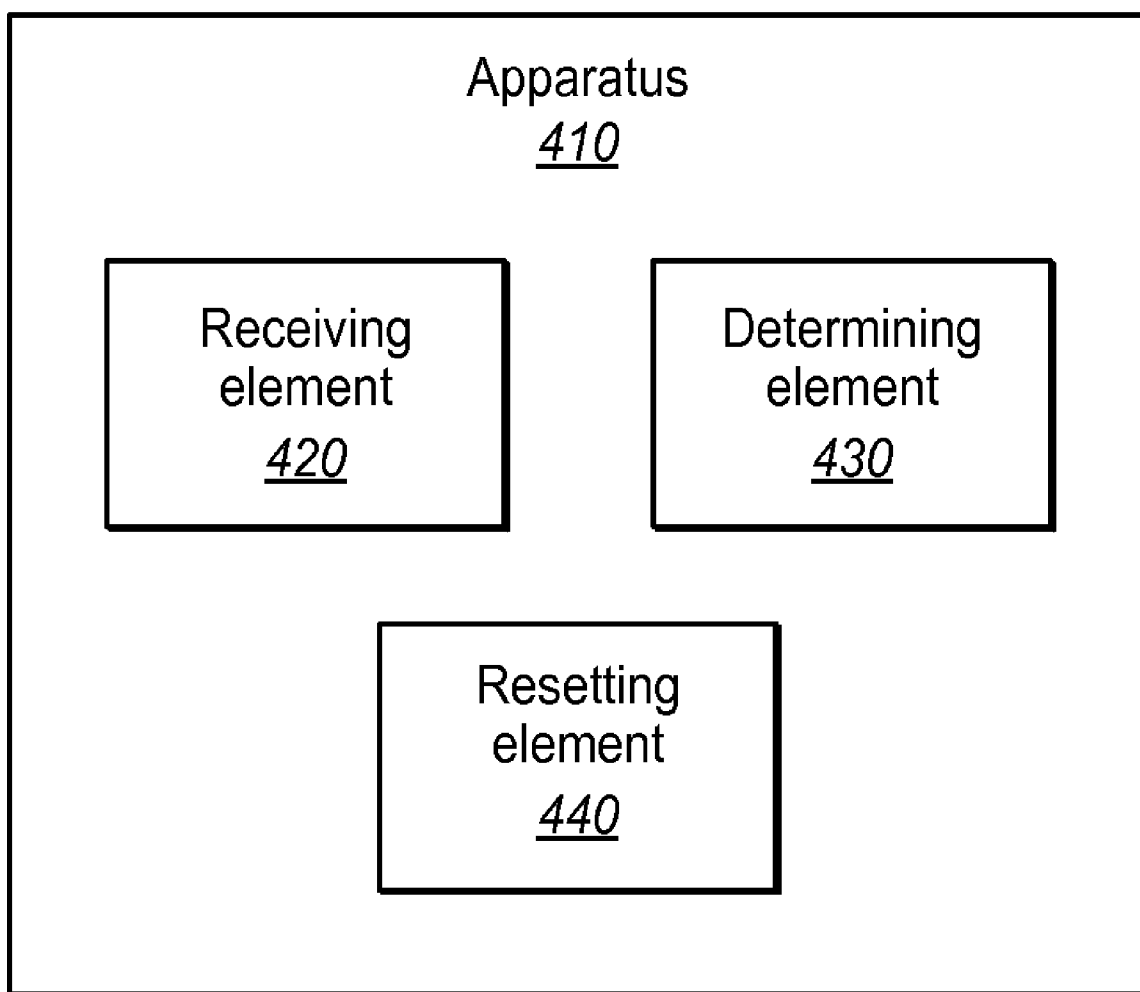 Apparatus
410
Receiving
element
420
Determining
element
430
Resetting
element
440